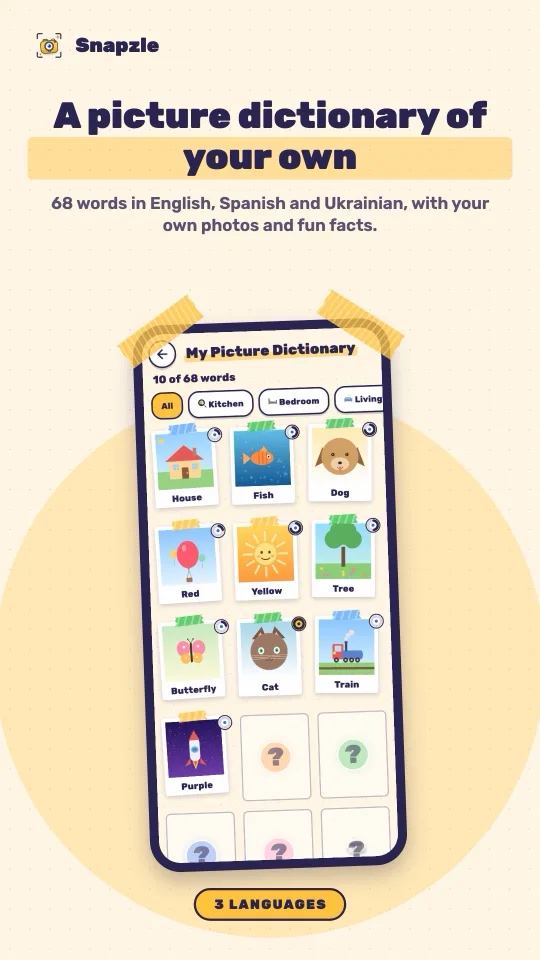 Snapzle
A picture dictionary of
your own
68 words in English, Spanish and Ukrainian, with your
own photos and fun facts.
My Picture Dictionary
10 of 68 words
All
Kitchen
Bedroom
Living
House
Fish
Dog
Red
Yellow
Tree
Butterfly
Cat
Train
Purple
?
?
?
?
?
3 LANGUAGES